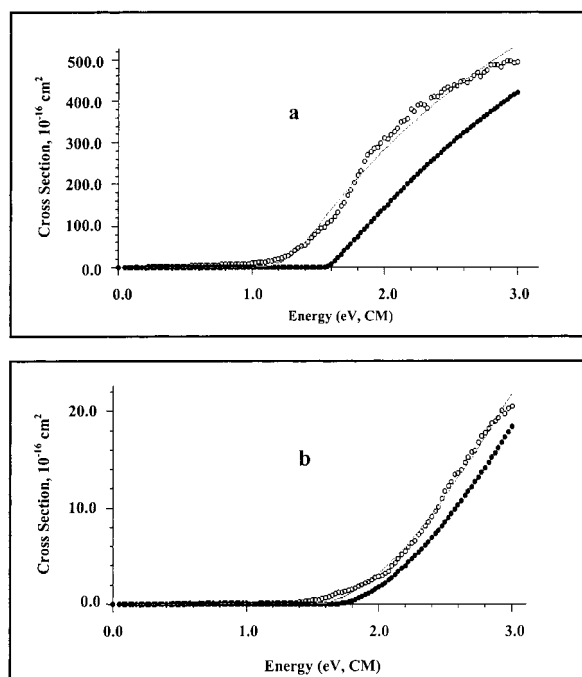 a
Cross Section, 10⁻¹⁶ cm²
500.0
400.0
300.0
200.0
100.0
0.0
0.0 1.0 2.0 3.0
Energy (eV, CM)
b
Cross Section, 10⁻¹⁶ cm²
20.0
10.0
0.0
0.0 1.0 2.0 3.0
Energy (eV, CM)